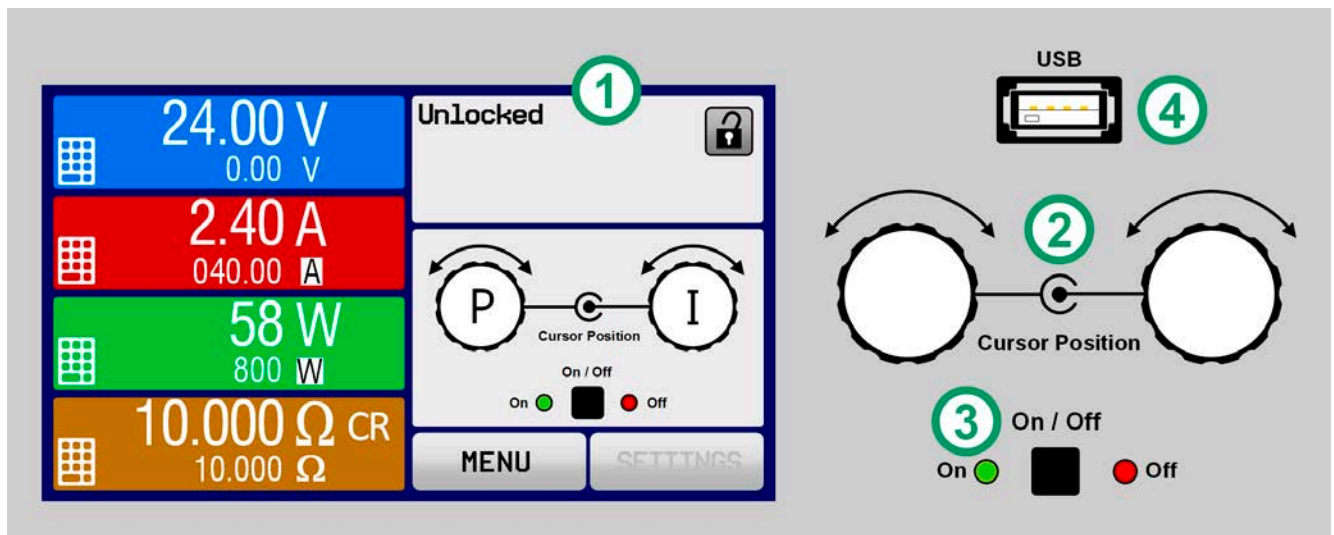 24.00 V
0.00 V
2.40 A
040.00 A
58 W
800 W
10.000 Ω CR
10.000 Ω
Unlocked
1
P
I
Cursor Position
On / Off
On
Off
MENU
SETTINGS
USB
4
2
Cursor Position
3
On / Off
On
Off